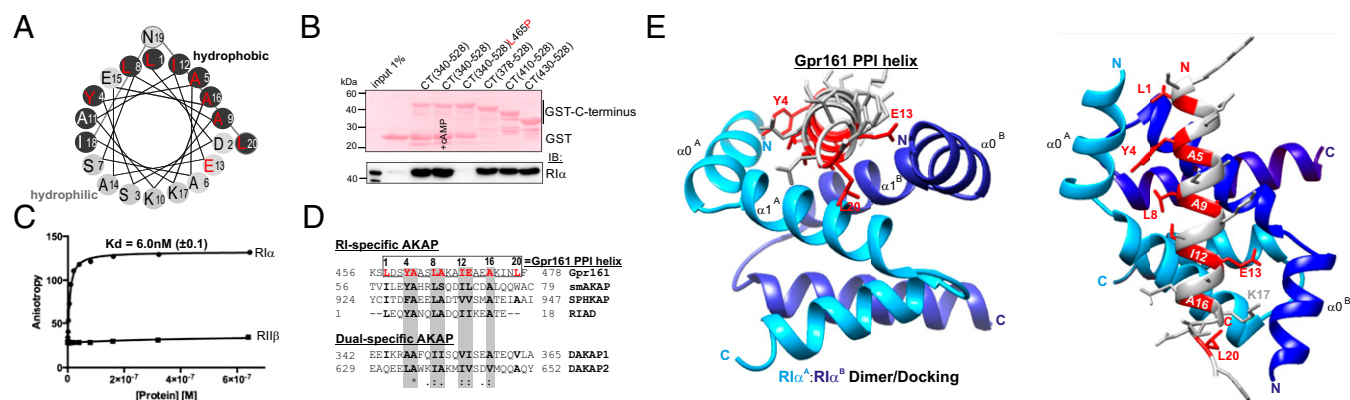 A
N19
L1
I12
A5
A16
A9
L20
D2
E13
A6
K17
K10
S3
A14
S7
I18
A11
Y4
E15
L8
hydrophobic
hydrophilic
B
input 1%
CT(340-528)
CT(340-528)
CT(340-528)L465P
CT(378-528)
CT(410-528)
CT(430-528)
kDa
60
40
30
20
+cAMP
GST-C-terminus
GST
IB:
40
RIα
C
Kd = 6.0nM (±0.1)
RIα
RIIβ
150
100
50
0
Anisotropy
0
2×10⁻⁷
4×10⁻⁷
6×10⁻⁷
[Protein] [M]
D
RI-specific AKAP
1 4 8 12 16 20 =Gpr161 PPI helix
456 KSLDSYAASLAKAIEAEAKINLF 478 Gpr161
56 TVILEYAHRLSQDILCDALQQWAC 79 smAKAP
924 YCITDFAEELADTVVSMATEIAAI 947 SPHKAP
1 --LEQYANQLADQIIKEATE-- 18 RIAD
Dual-specific AKAP
342 EEIKRAAFQIISQVISEATEQVLA 365 DAKAP1
629 EAQEELAWKIAKMIVSDVMQQAQY 652 DAKAP2
* .:. :: .:
E
Gpr161 PPI helix
Y4
E13
N
N
α0A
α0B
α1B
α1A
L20
C
C
RIαA:RIαB Dimer/Docking
N
N
L1
Y4
A5
α0A
C
L8
A9
I12
E13
C
A16
K17
α0B
C
L20
N